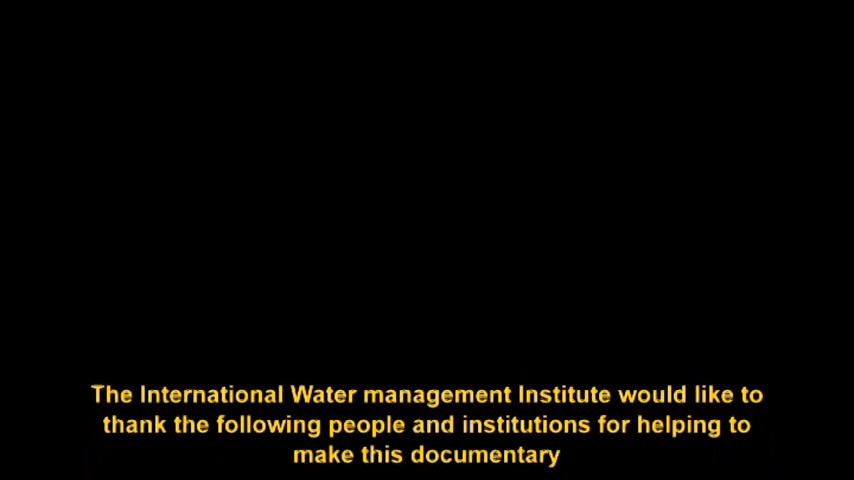 The International Water management Institute would like to
thank the following people and institutions for helping to
make this documentary